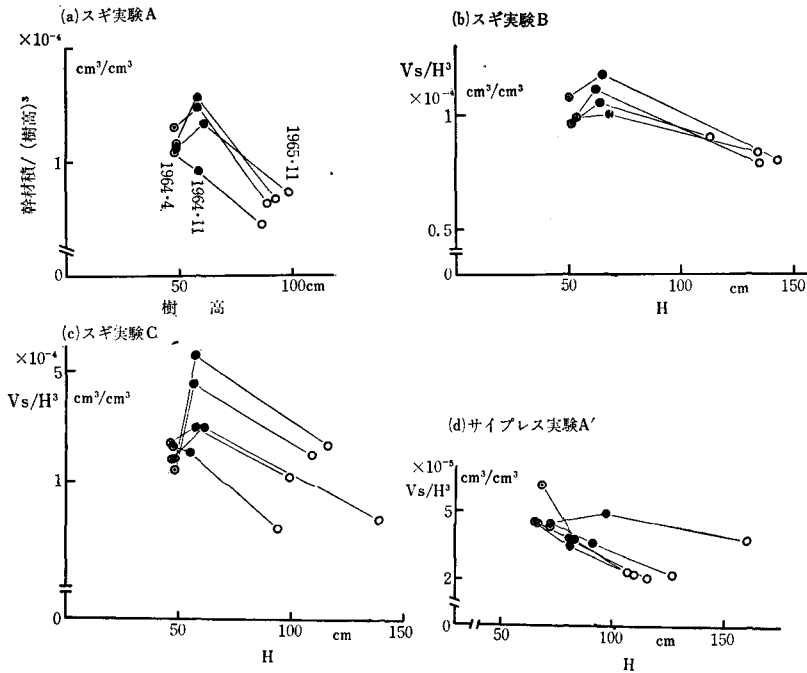 (a)スギ実験A
×10⁻⁴
cm³/cm³
幹材積/(樹高)³
1
0
1964・4.
1964・11
1965・11
50
100cm
樹 高
(b)スギ実験B
Vs/H³
×10⁻⁴
cm³/cm³
1
0.5
0
50
100
cm
150
H
(c)スギ実験C
×10⁻⁴
5
Vs/H³
cm³/cm³
1
0
50
100
cm
150
H
(d)サイプレス実験A′
×10⁻⁵
Vs/H³
cm³/cm³
5
2
0
50
100
cm
150
H